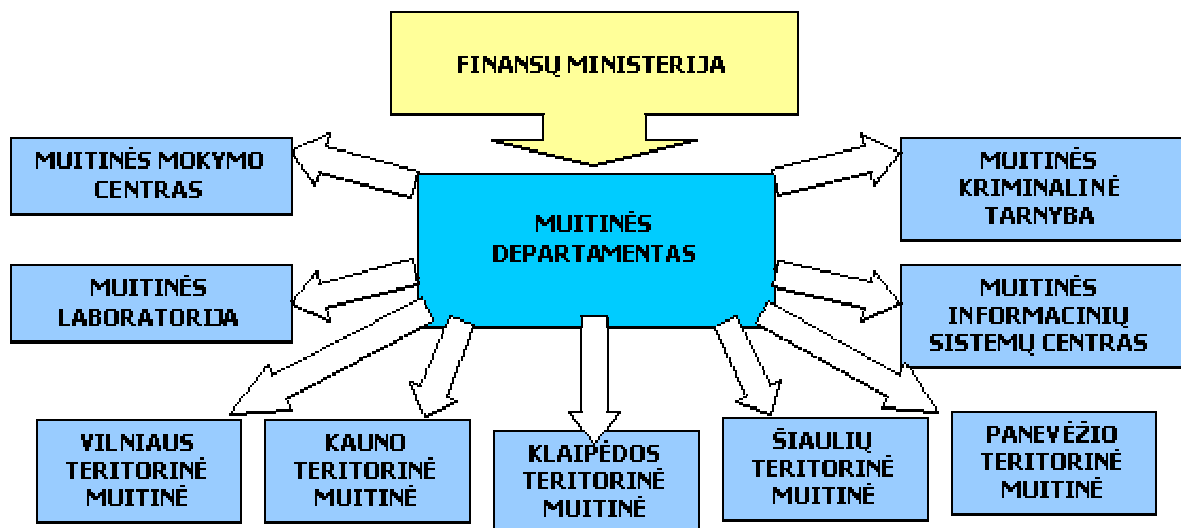 FINANSŲ MINISTERIJA
MUITINĖS MOKYMO
CENTRAS
MUITINĖS
KRIMINALINĖ
TARNYBA
MUITINĖS
DEPARTAMENTAS
MUITINĖS
LABORATORIJA
MUITINĖS
INFORMACINIŲ
SISTEMŲ CENTRAS
VILNIAUS
TERITORINĖ
MUITINĖ
KAUNO
TERITORINĖ
MUITINĖ
KLAIPĖDOS
TERITORINĖ
MUITINĖ
ŠIAULIŲ
TERITORINĖ
MUITINĖ
PANEVĖŽIO
TERITORINĖ
MUITINĖ